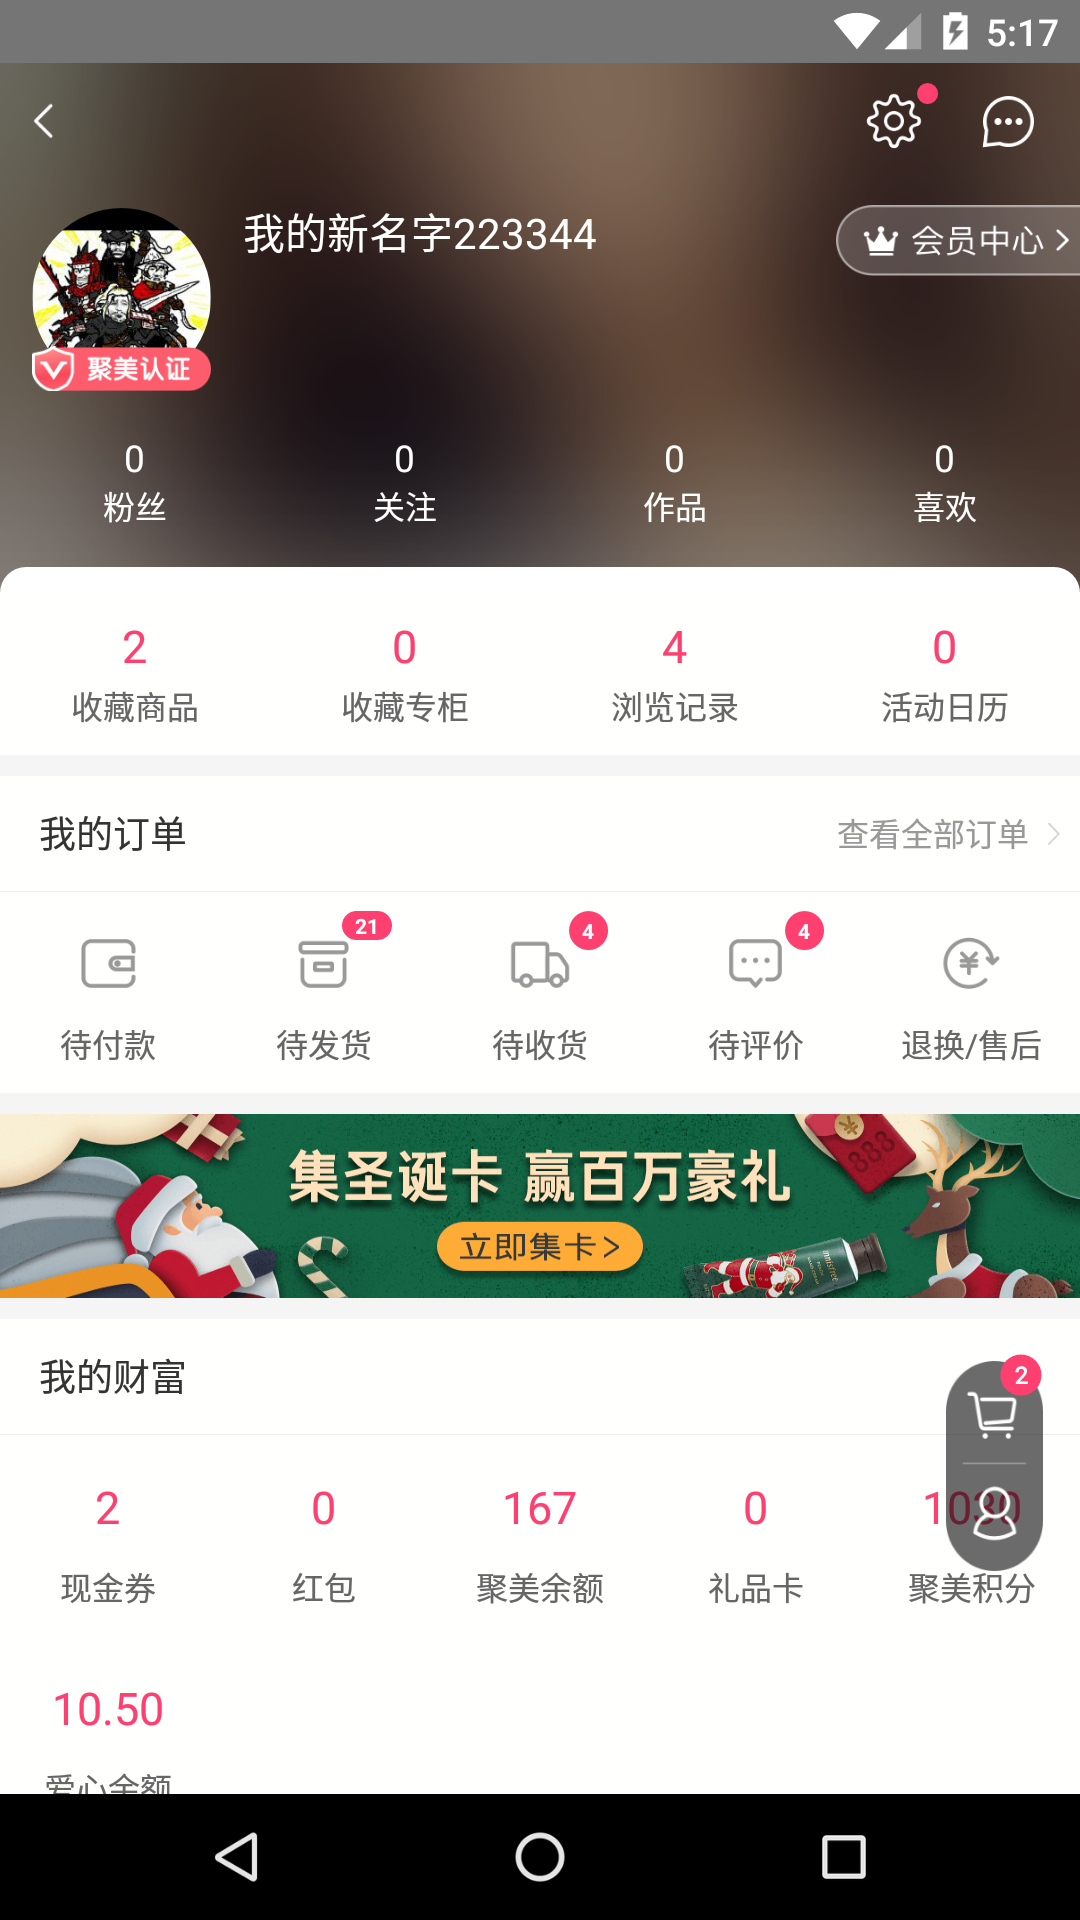 5:17
我的新名字223344
会员中心
聚美认证
0 0 0 0
粉丝 关注 作品 喜欢
2 0 4 0
收藏商品 收藏专柜 浏览记录 活动日历
我的订单 查看全部订单
21 4 4
待付款 待发货 待收货 待评价 退换/售后
集圣诞卡 赢百万豪礼
888
立即集卡>
innisfree
我的财富
2
2 0 167 0 1030
现金券 红包 聚美余额 礼品卡 聚美积分
10.50
爱心余额